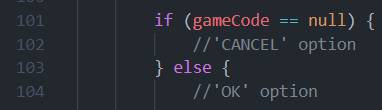 101 if (gameCode == null) {
102 //'CANCEL' option
103 } else {
104 //'OK' option